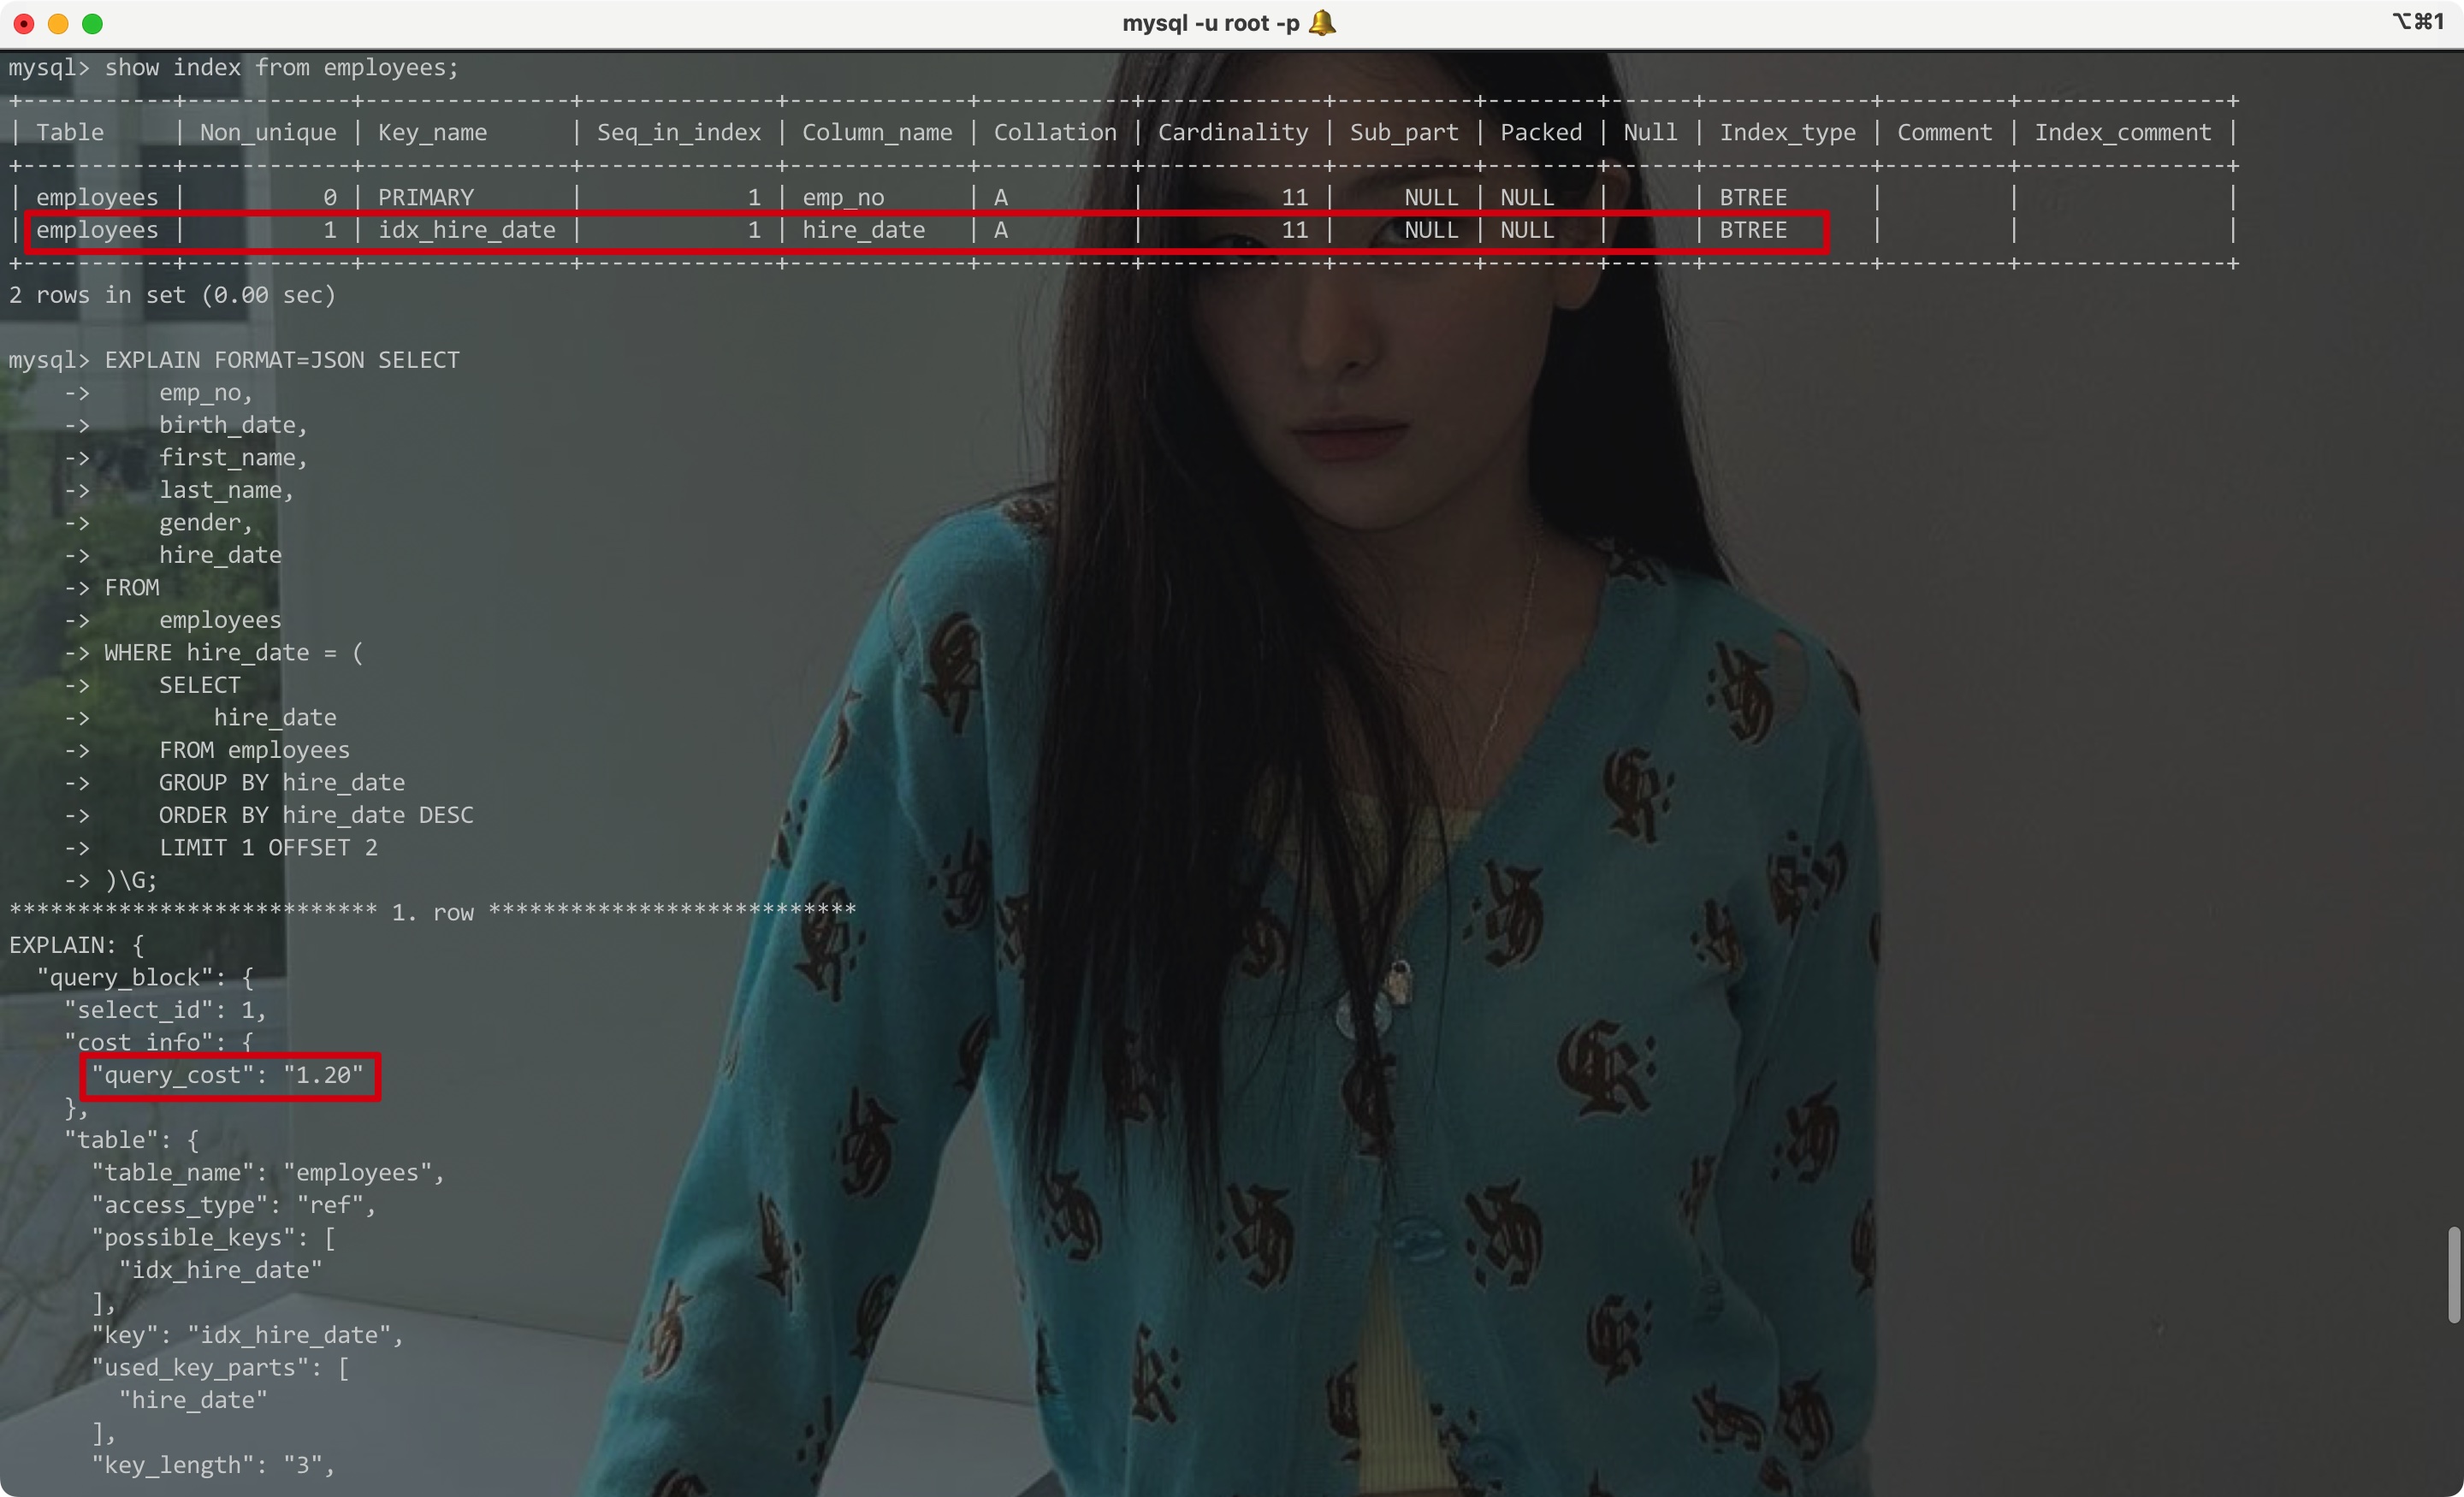 mysql -u root -p 🔔 ⌥⌘1
mysql> show index from employees;
+-----------+------------+---------------+--------------+-------------+-----------+-------------+----------+--------+------+------------+---------+---------------+
| Table     | Non_unique | Key_name      | Seq_in_index | Column_name | Collation | Cardinality | Sub_part | Packed | Null | Index_type | Comment | Index_comment |
+-----------+------------+---------------+--------------+-------------+-----------+-------------+----------+--------+------+------------+---------+---------------+
| employees |          0 | PRIMARY       |            1 | emp_no      | A         |          11 |     NULL | NULL   |      | BTREE      |         |               |
| employees |          1 | idx_hire_date |            1 | hire_date   | A         |          11 |     NULL | NULL   |      | BTREE      |         |               |
+-----------+------------+---------------+--------------+-------------+-----------+-------------+----------+--------+------+------------+---------+---------------+
2 rows in set (0.00 sec)
mysql> EXPLAIN FORMAT=JSON SELECT
    ->     emp_no,
    ->     birth_date,
    ->     first_name,
    ->     last_name,
    ->     gender,
    ->     hire_date
    -> FROM
    ->     employees
    -> WHERE hire_date = (
    ->     SELECT
    ->         hire_date
    ->     FROM employees
    ->     GROUP BY hire_date
    ->     ORDER BY hire_date DESC
    ->     LIMIT 1 OFFSET 2
    -> )\G;
*************************** 1. row ***************************
EXPLAIN: {
  "query_block": {
    "select_id": 1,
    "cost_info": {
      "query_cost": "1.20"
    },
    "table": {
      "table_name": "employees",
      "access_type": "ref",
      "possible_keys": [
        "idx_hire_date"
      ],
      "key": "idx_hire_date",
      "used_key_parts": [
        "hire_date"
      ],
      "key_length": "3",